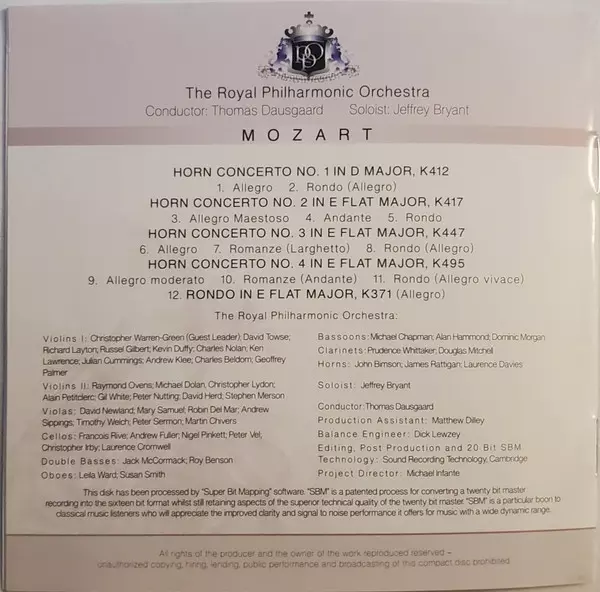 RPO
The Royal Philharmonic Orchestra
Conductor: Thomas Dausgaard Soloist: Jeffrey Bryant
MOZART
HORN CONCERTO NO. 1 IN D MAJOR, K412
1. Allegro 2. Rondo (Allegro)
HORN CONCERTO NO. 2 IN E FLAT MAJOR, K417
3. Allegro Maestoso 4. Andante 5. Rondo
HORN CONCERTO NO. 3 IN E FLAT MAJOR, K447
6. Allegro 7. Romanze (Larghetto) 8. Rondo (Allegro)
HORN CONCERTO NO. 4 IN E FLAT MAJOR, K495
9. Allegro moderato 10. Romanze (Andante) 11. Rondo (Allegro vivace)
12. RONDO IN E FLAT MAJOR, K371 (Allegro)
The Royal Philharmonic Orchestra:
Violins I: Christopher Warren-Green (Guest Leader); David Towse;
Richard Layton; Russel Gilbert; Kevin Duffy; Charles Nolan; Ken
Lawrence; Julian Cummings; Andrew Klee; Charles Beldom; Geoffrey
Palmer
Violins II: Raymond Ovens; Michael Dolan; Christopher Lydon;
Alain Petitclerc; Gil White; Peter Nutting; David Herd; Stephen Merson
Violas: David Newland; Mary Samuel; Robin Del Mar; Andrew
Sippings; Timothy Welch; Peter Sermon; Martin Chivers
Cellos: Francois Rive; Andrew Fuller; Nigel Pinkett; Peter Vel;
Christopher Irby; Laurence Cromwell
Double Basses: Jack McCormack; Roy Benson
Oboes: Leila Ward; Susan Smith
Bassoons: Michael Chapman; Alan Hammond; Dominic Morgan
Clarinets: Prudence Whittaker; Douglas Mitchell
Horns: John Bimson; James Rattigan; Laurence Davies
Soloist: Jeffrey Bryant
Conductor: Thomas Dausgaard
Production Assistant: Matthew Dilley
Balance Engineer: Dick Lewzey
Editing, Post Production and 20 Bit SBM
Technology: Sound Recording Technology, Cambridge
Project Director: Michael Infante
This disk has been processed by "Super Bit Mapping" software. "SBM" is a patented process for converting a twenty bit master
recording into the sixteen bit format whilst still retaining aspects of the superior technical quality of the twenty bit master. "SBM" is a particular boon to
classical music listeners who will appreciate the improved clarity and signal to noise performance it offers for music with a wide dynamic range.
All rights of the producer and the owner of the work reproduced reserved –
unauthorized copying, hiring, lending, public performance and broadcasting of this compact disc prohibited.